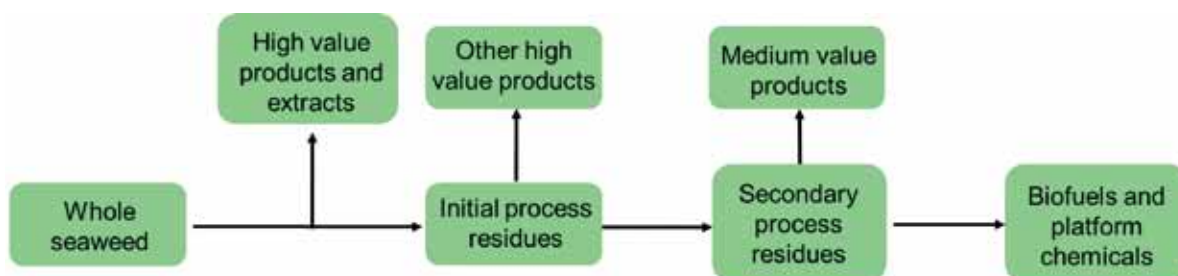 High value
products and
extracts
Other high
value products
Medium value
products
Whole
seaweed
Initial process
residues
Secondary
process
residues
Biofuels and
platform
chemicals